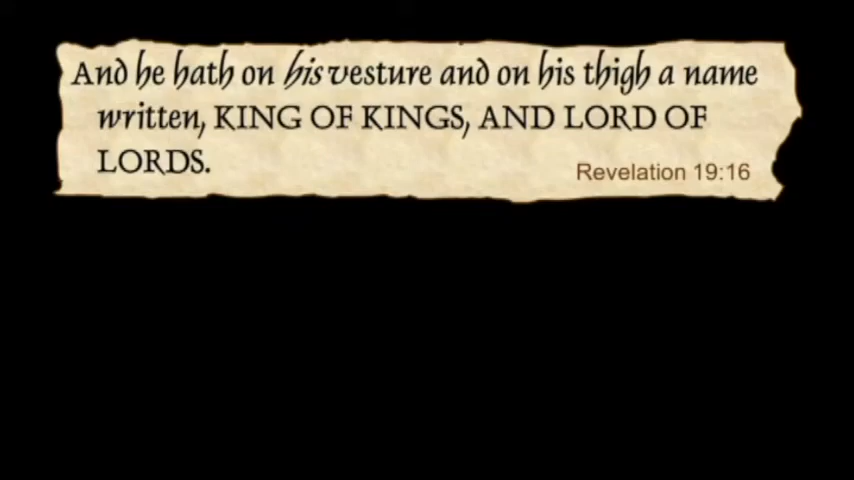 And he hath on his vesture and on his thigh a name
written, KING OF KINGS, AND LORD OF
LORDS.
Revelation 19:16